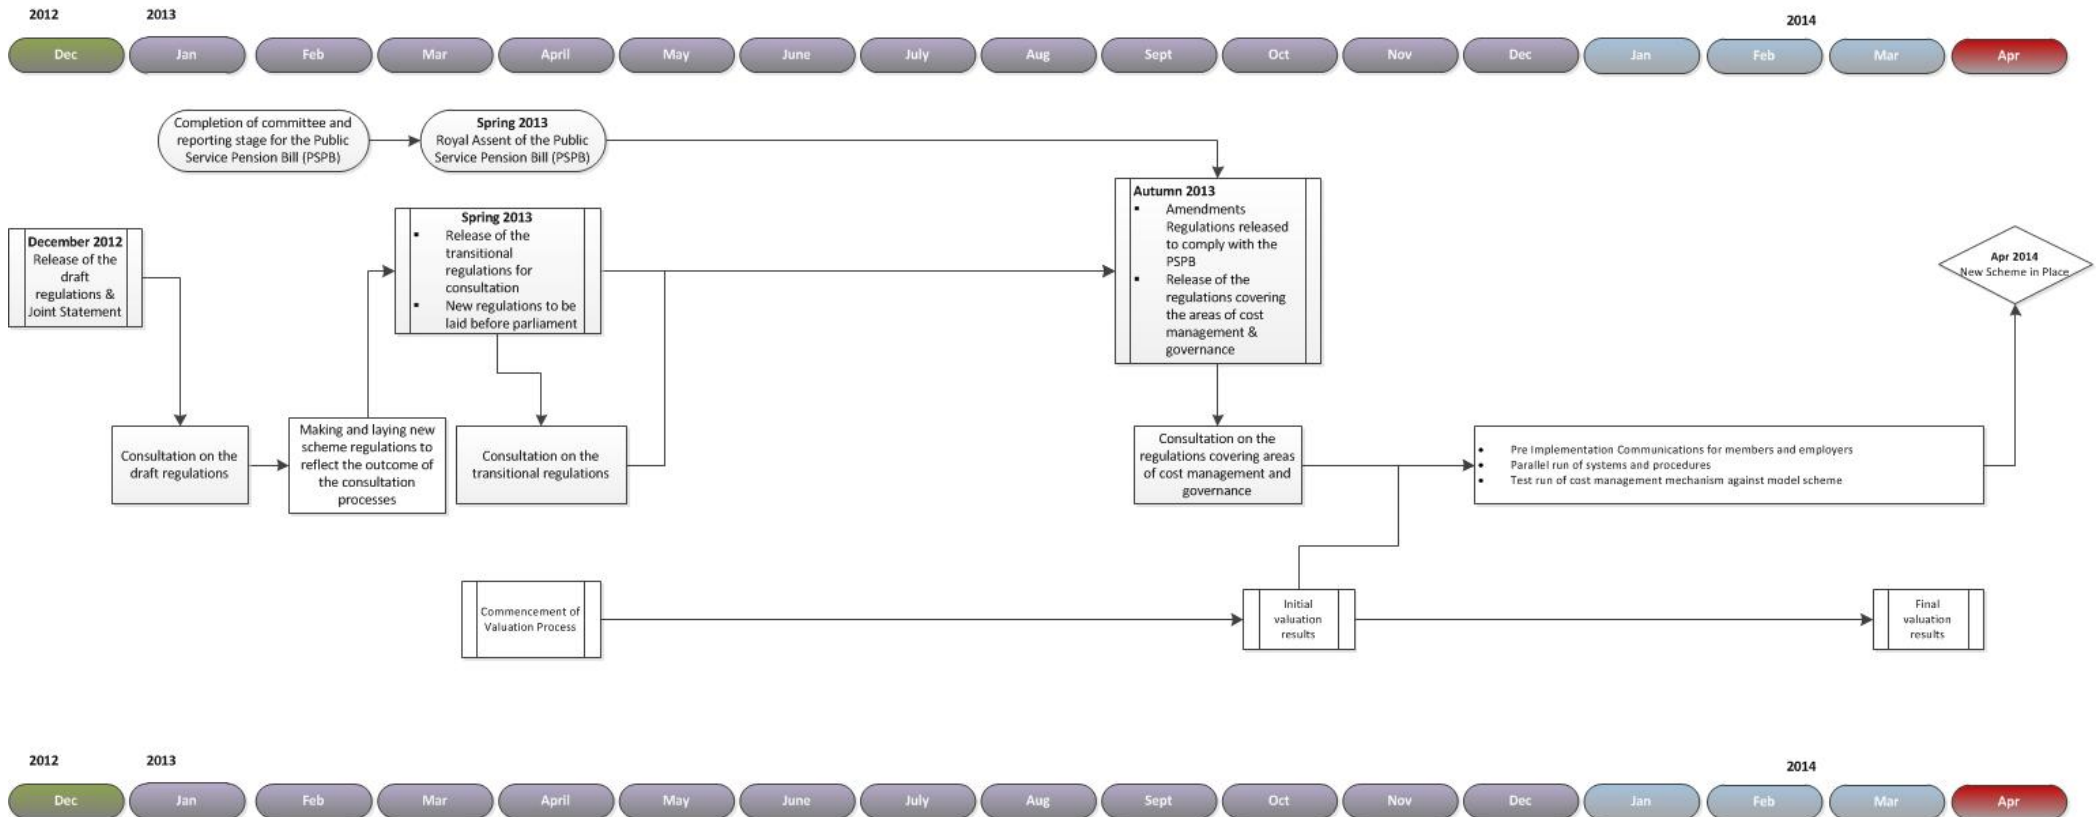 2012
2013
2014
Dec
Jan
Feb
Mar
April
May
June
July
Aug
Sept
Oct
Nov
Dec
Jan
Feb
Mar
Apr
Completion of committee and
reporting stage for the Public
Service Pension Bill (PSPB)
Spring 2013
Royal Assent of the Public
Service Pension Bill (PSPB)
December 2012
Release of the
draft
regulations &
Joint Statement
Spring 2013
▪ Release of the
transitional
regulations for
consultation
▪ New regulations to be
laid before parliament
Autumn 2013
▪ Amendments
Regulations released
to comply with the
PSPB
▪ Release of the
regulations covering
the areas of cost
management &
governance
Apr 2014
New Scheme in Place
Consultation on the
draft regulations
Making and laying new
scheme regulations to
reflect the outcome of
the consultation
processes
Consultation on the
transitional regulations
Consultation on the
regulations covering areas
of cost management and
governance
• Pre Implementation Communications for members and employers
• Parallel run of systems and procedures
• Test run of cost management mechanism against model scheme
Commencement of
Valuation Process
Initial
valuation
results
Final
valuation
results
2012
2013
2014
Dec
Jan
Feb
Mar
April
May
June
July
Aug
Sept
Oct
Nov
Dec
Jan
Feb
Mar
Apr